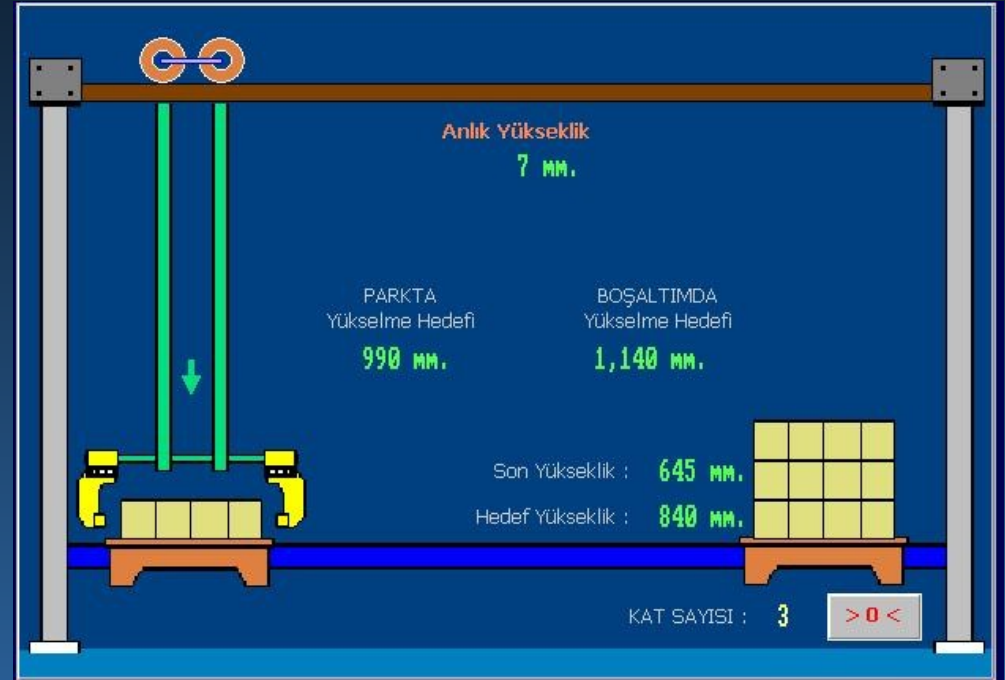 Anlık Yükseklik
7 mm.
PARKTA
Yükselme Hedefi
990 mm.
BOŞALTIMDA
Yükselme Hedefi
1,140 mm.
Son Yükseklik : 645 mm.
Hedef Yükseklik : 840 mm.
KAT SAYISI : 3
>0<